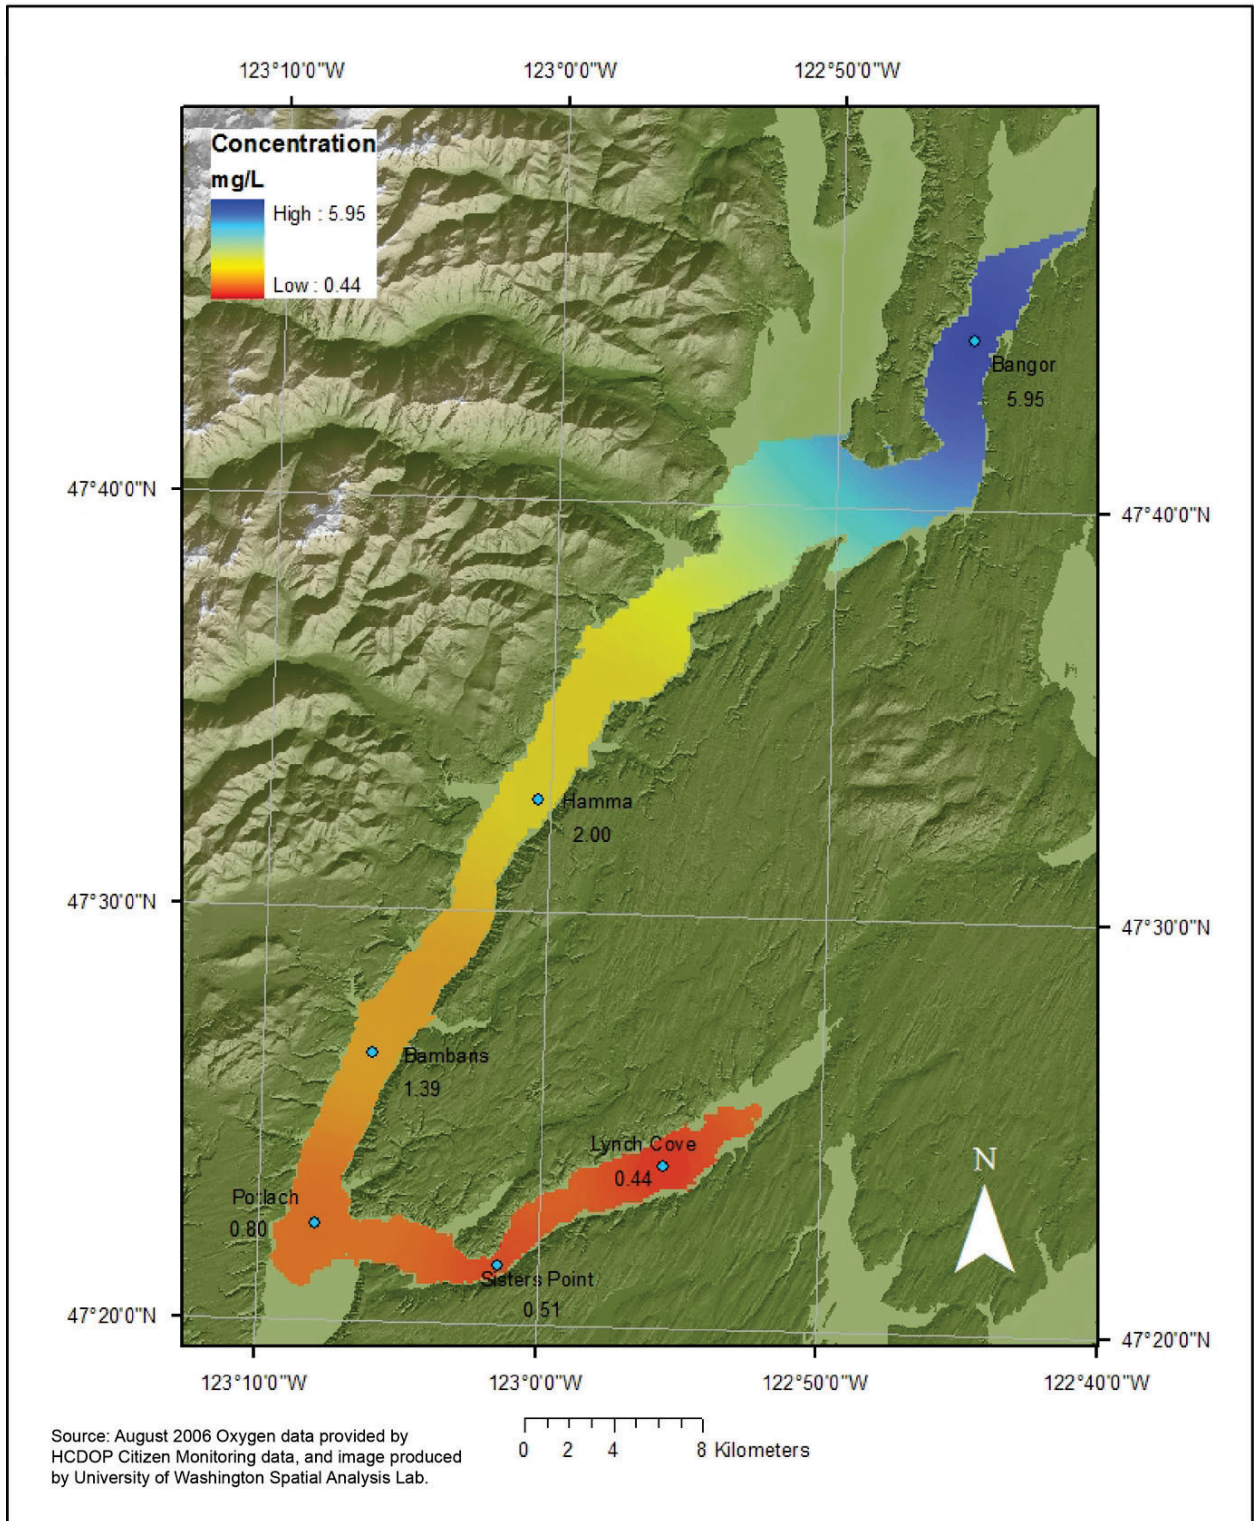 123°10'0"W
123°0'0"W
122°50'0"W
Concentration
mg/L
High : 5.95
Low : 0.44
Bangor
5.95
47°40'0"N
47°40'0"N
Hamma
2.00
47°30'0"N
47°30'0"N
Bambans
1.39
Lynch Cove
0.44
N
Potlach
0.80
Sisters Point
0.51
47°20'0"N
47°20'0"N
123°10'0"W
123°0'0"W
122°50'0"W
122°40'0"W
Source: August 2006 Oxygen data provided by
HCDOP Citizen Monitoring data, and image produced
by University of Washington Spatial Analysis Lab.
0 2 4 8 Kilometers